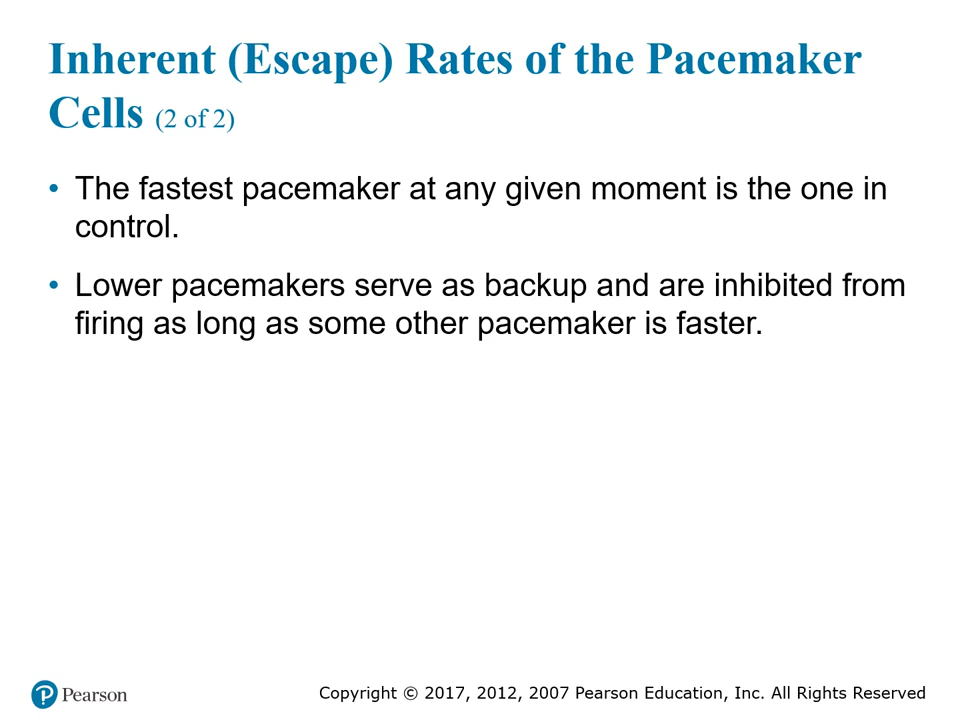 Inherent (Escape) Rates of the Pacemaker
Cells (2 of 2)
• The fastest pacemaker at any given moment is the one in
control.
• Lower pacemakers serve as backup and are inhibited from
firing as long as some other pacemaker is faster.
P Pearson
Copyright © 2017, 2012, 2007 Pearson Education, Inc. All Rights Reserved